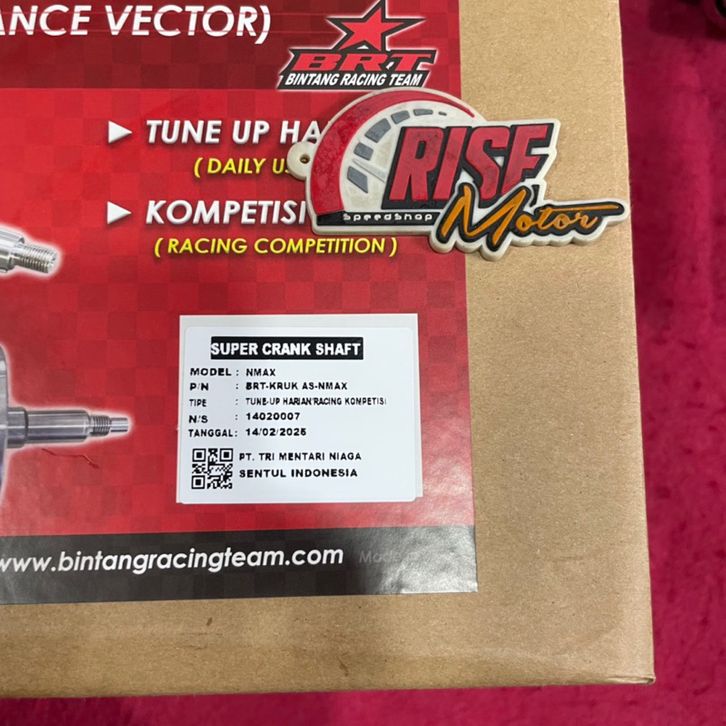 ANCE VECTOR)
BRT
BINTANG RACING TEAM
► TUNE UP HA
( DAILY U
► KOMPETISI
( RACING COMPETITION )
RISE
Speedshop
Motor
SUPER CRANK SHAFT
MODEL : NMAX
P/N : BRT-KRUK AS-NMAX
TIPE : TUNE-UP HARIAN/RACING KOMPETISI
N/S : 14020007
TANGGAL: 14/02/2025
PT. TRI MENTARI NIAGA
SENTUL INDONESIA
www.bintangracingteam.com